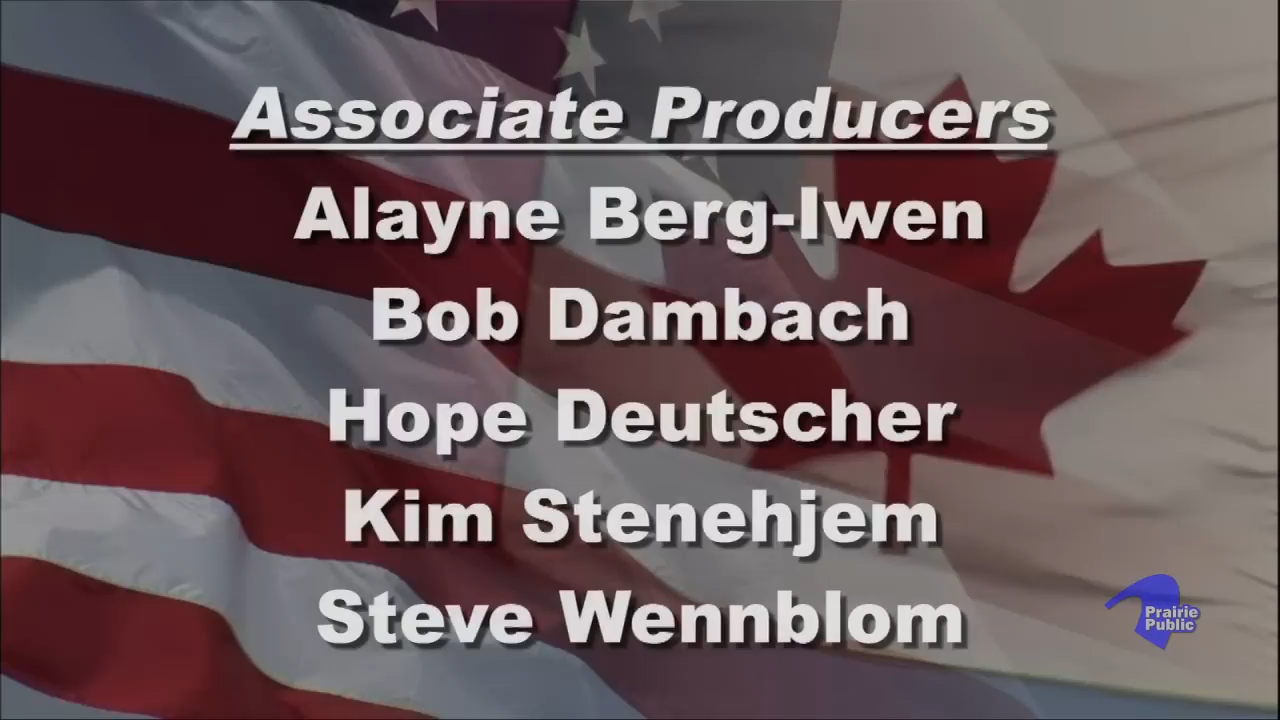 Associate Producers
Alayne Berg-Iwen
Bob Dambach
Hope Deutscher
Kim Stenehjem
Steve Wennblom
Prairie
Public